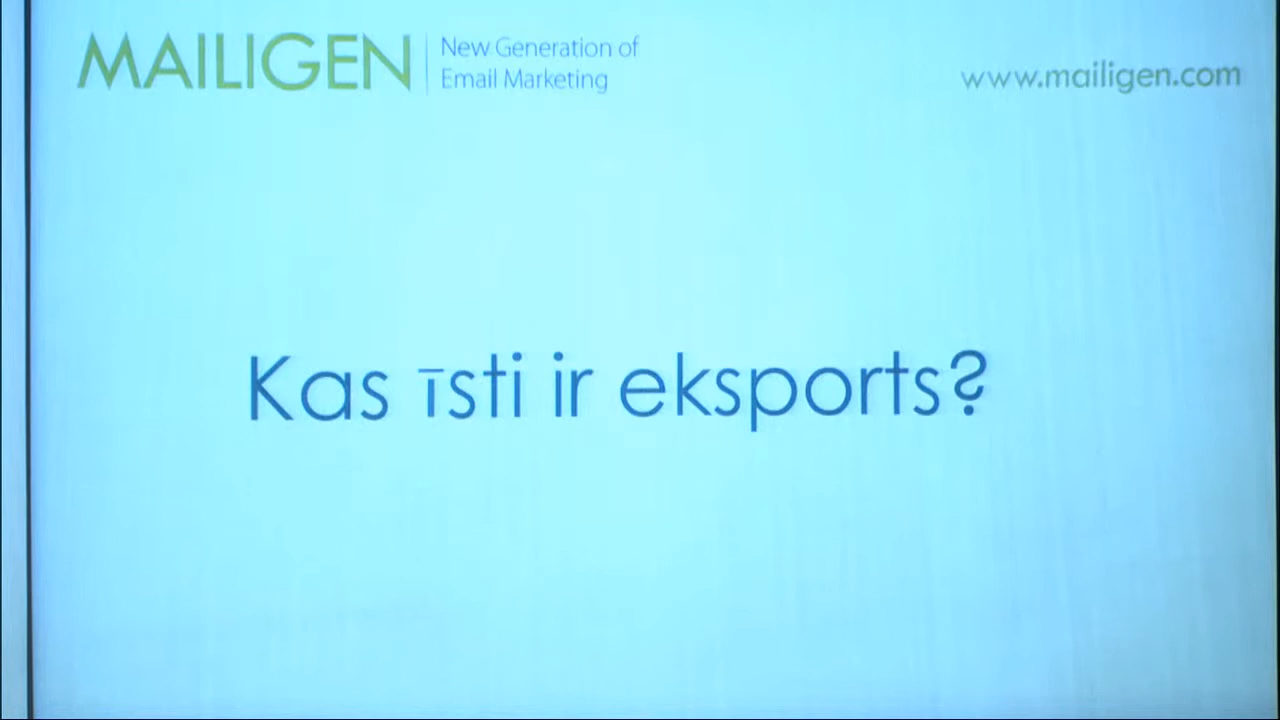 MAILIGEN
New Generation of
Email Marketing
www.mailigen.com
Kas īsti ir eksports?